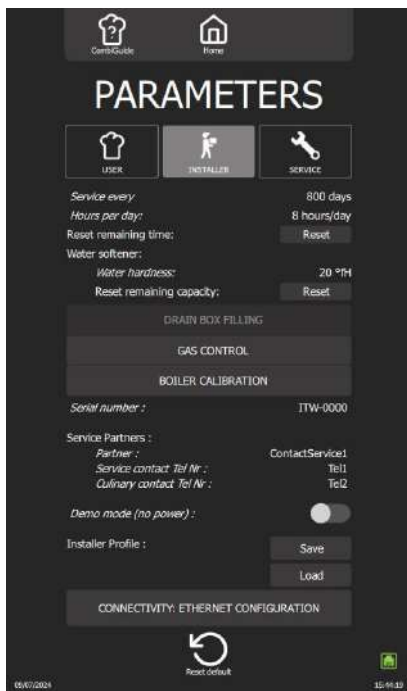 CombiGuide Home
PARAMETERS
USER INSTALLER SERVICE
Service every 800 days
Hours per day: 8 hours/day
Reset remaining time: Reset
Water softener:
Water hardness: 20 °fH
Reset remaining capacity: Reset
DRAIN BOX FILLING
GAS CONTROL
BOILER CALIBRATION
Serial number : ITW-0000
Service Partners :
Partner : ContactService1
Service contact Tel Nr : Tel1
Culinary contact Tel Nr : Tel2
Demo mode (no power) :
Installer Profile : Save
Load
CONNECTIVITY: ETHERNET CONFIGURATION
Reset default
09/07/2024 15:44:19